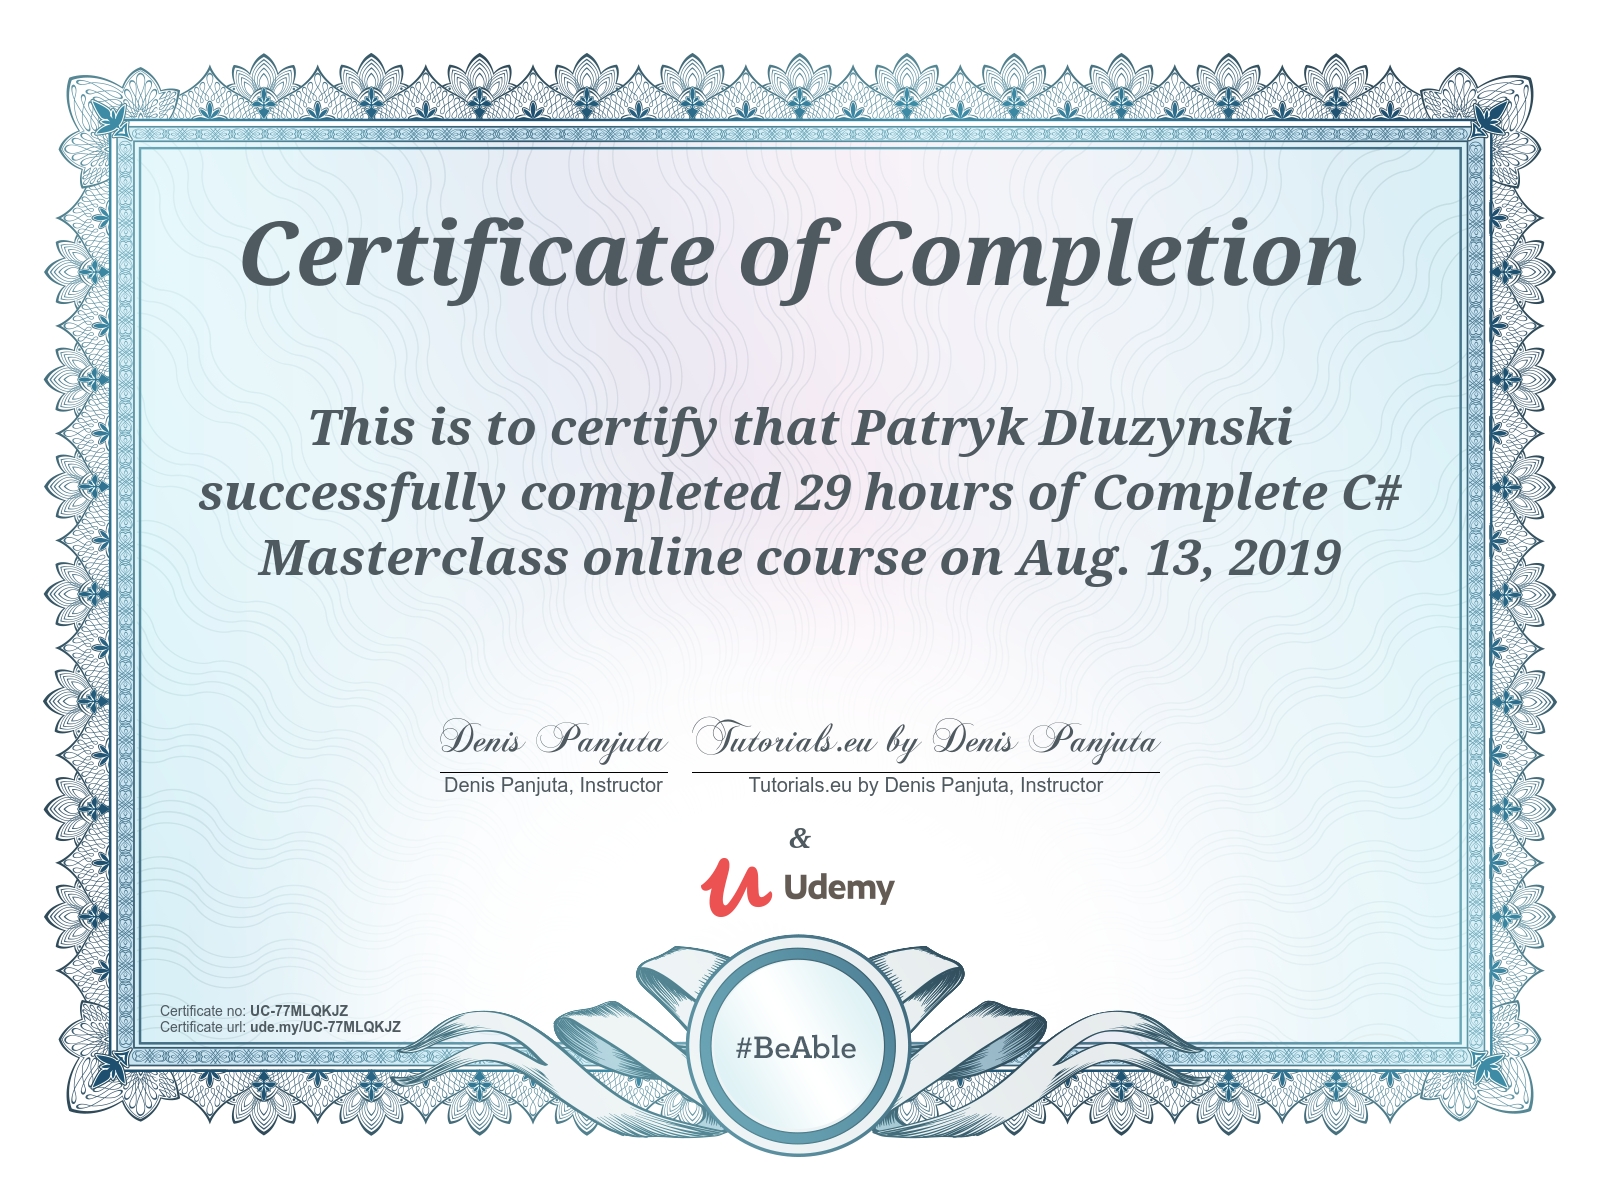 Certificate of Completion
This is to certify that Patryk Dluzynski
successfully completed 29 hours of Complete C#
Masterclass online course on Aug. 13, 2019
Denis Panjuta
Tutorials.eu by Denis Panjuta
Denis Panjuta, Instructor
Tutorials.eu by Denis Panjuta, Instructor
&
Udemy
Certificate no: UC-77MLQKJZ
Certificate url: ude.my/UC-77MLQKJZ
#BeAble